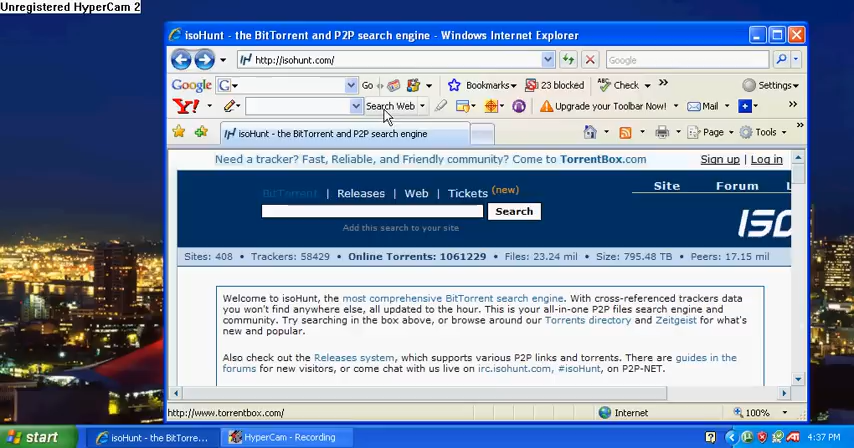 Unregistered HyperCam 2
isoHunt - the BitTorrent and P2P search engine - Windows Internet Explorer
http://isohunt.com/
Google
Google G Go Bookmarks 23 blocked Check Settings
Y! Search Web Upgrade your Toolbar Now! Mail
isoHunt - the BitTorrent and P2P search engine
Page Tools
Need a tracker? Fast, Reliable, and Friendly community? Come to TorrentBox.com
Sign up | Log in
BitTorrent | Releases | Web | Tickets (new)
Site Forum
Search
Add this search to your site
ISO
Sites: 408 • Trackers: 58429 • Online Torrents: 1061229 • Files: 23.24 mil • Size: 795.48 TB • Peers: 17.15 mil
Welcome to isoHunt, the most comprehensive BitTorrent search engine. With cross-referenced trackers data
you won't find anywhere else, all updated to the hour. This is your all-in-one P2P files search engine and
community. Try searching in the box above, or browse around our Torrents directory and Zeitgeist for what's
new and popular.
Also check out the Releases system, which supports various P2P links and torrents. There are guides in the
forums for new visitors, or come chat with us live on irc.isohunt.com, #isoHunt, on P2P-NET.
http://www.torrentbox.com/
Internet
100%
start
isoHunt - the BitTorre...
HyperCam - Recording
4:37 PM